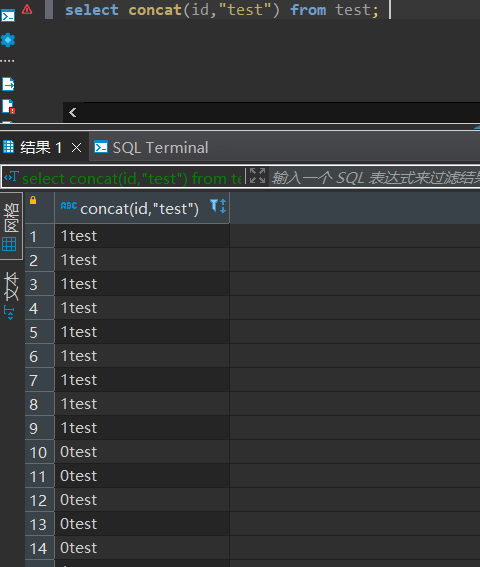 select concat(id,"test") from test;
结果 1
SQL Terminal
select concat(id,"test") from te
输入一个 SQL 表达式来过滤结果
网格
文本
ABC concat(id,"test")
1 1test
2 1test
3 1test
4 1test
5 1test
6 1test
7 1test
8 1test
9 1test
10 0test
11 0test
12 0test
13 0test
14 0test